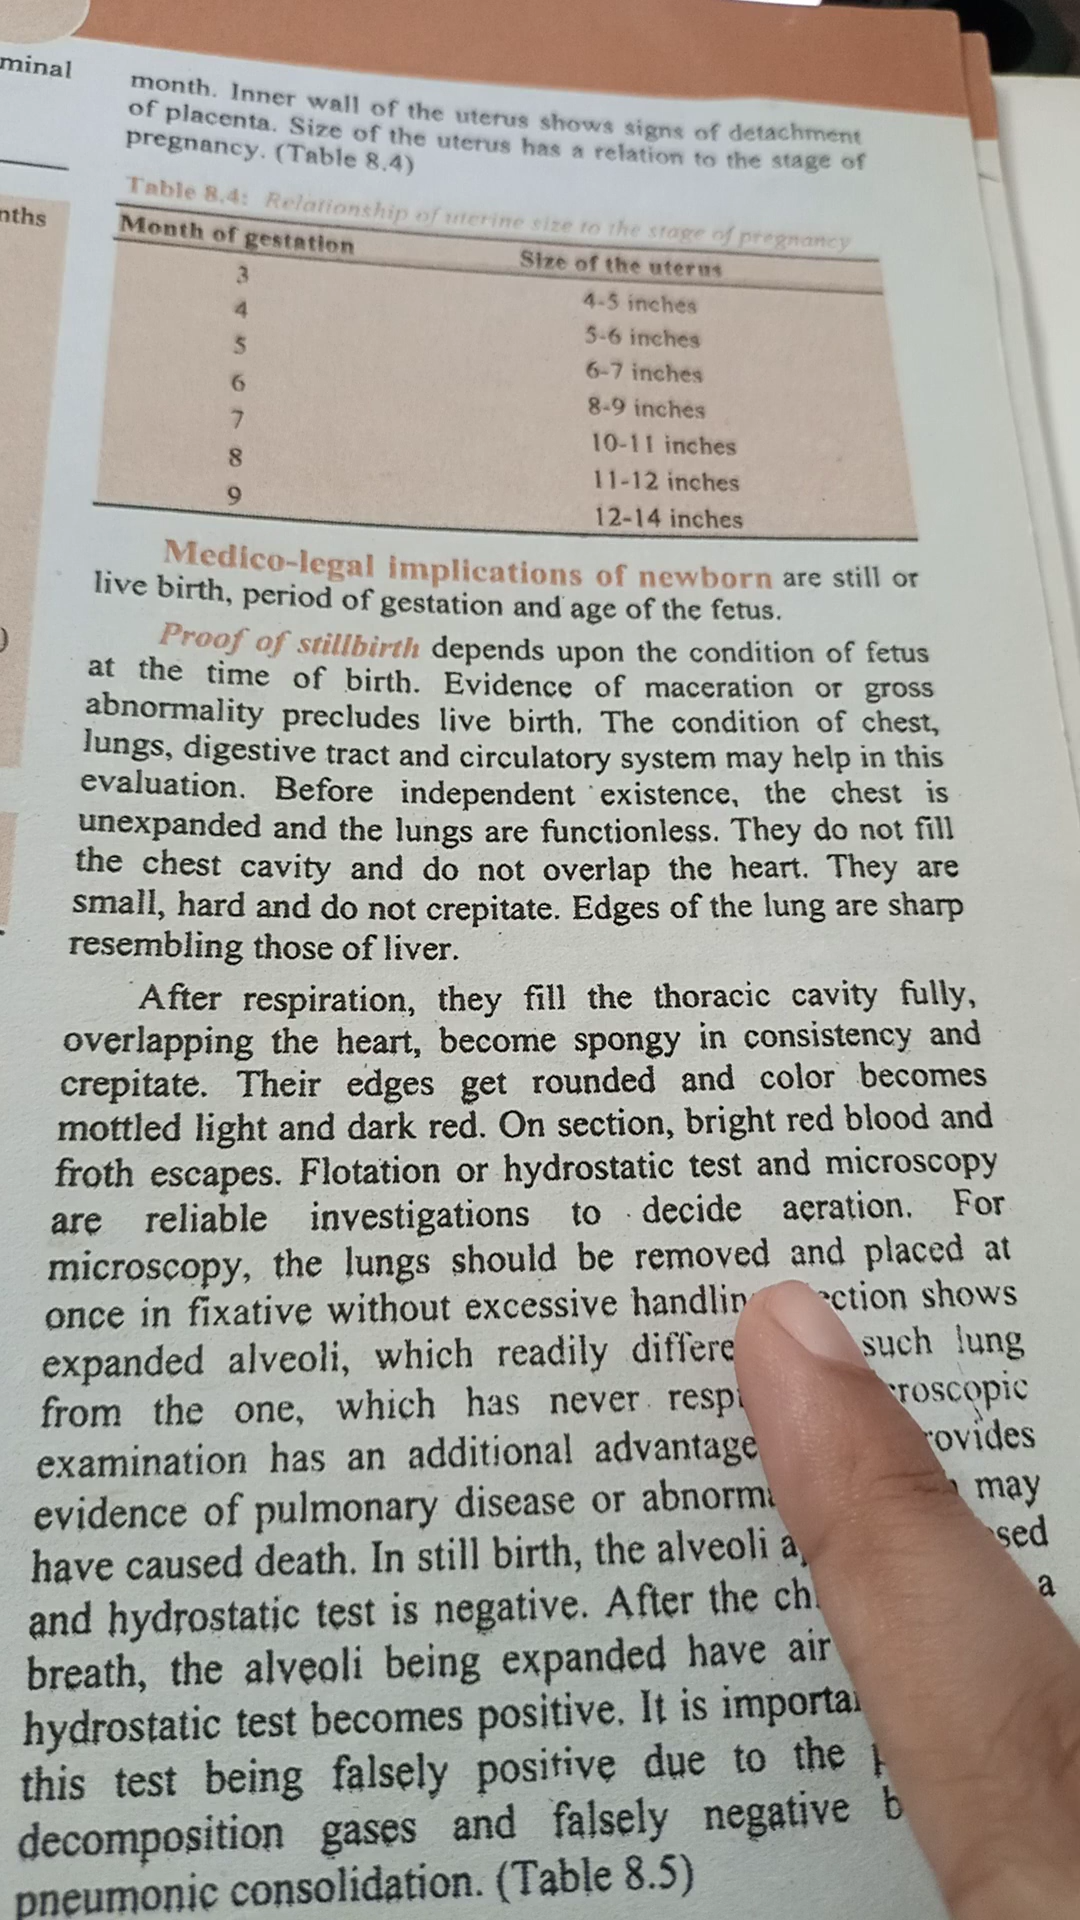 minal
nths
)
month. Inner wall of the uterus shows signs of detachment
of placenta. Size of the uterus has a relation to the stage of
pregnancy. (Table 8.4)
Table 8.4: Relationship of uterine size to the stage of pregnancy
Month of gestation Size of the uterus
3 4-5 inches
4 5-6 inches
5 6-7 inches
6 8-9 inches
7 10-11 inches
8 11-12 inches
9 12-14 inches
Medico-legal implications of newborn are still or
live birth, period of gestation and age of the fetus.
Proof of stillbirth depends upon the condition of fetus
at the time of birth. Evidence of maceration or gross
abnormality precludes live birth. The condition of chest,
lungs, digestive tract and circulatory system may help in this
evaluation. Before independent existence, the chest is
unexpanded and the lungs are functionless. They do not fill
the chest cavity and do not overlap the heart. They are
small, hard and do not crepitate. Edges of the lung are sharp
resembling those of liver.
After respiration, they fill the thoracic cavity fully,
overlapping the heart, become spongy in consistency and
crepitate. Their edges get rounded and color becomes
mottled light and dark red. On section, bright red blood and
froth escapes. Flotation or hydrostatic test and microscopy
are reliable investigations to decide aeration. For
microscopy, the lungs should be removed and placed at
once in fixative without excessive shows
expanded alveoli, which readily such lung
from the one, which has never
examination has an additional advantage
evidence of pulmonary disease or may
have caused death. In still birth, the alveoli
and hydrostatic test is negative. After the a
breath, the alveoli being expanded have air
hydrostatic test becomes positive. It is
this test being falsely positive due to the
decomposition gases and falsely negative
pneumonic consolidation. (Table 8.5)